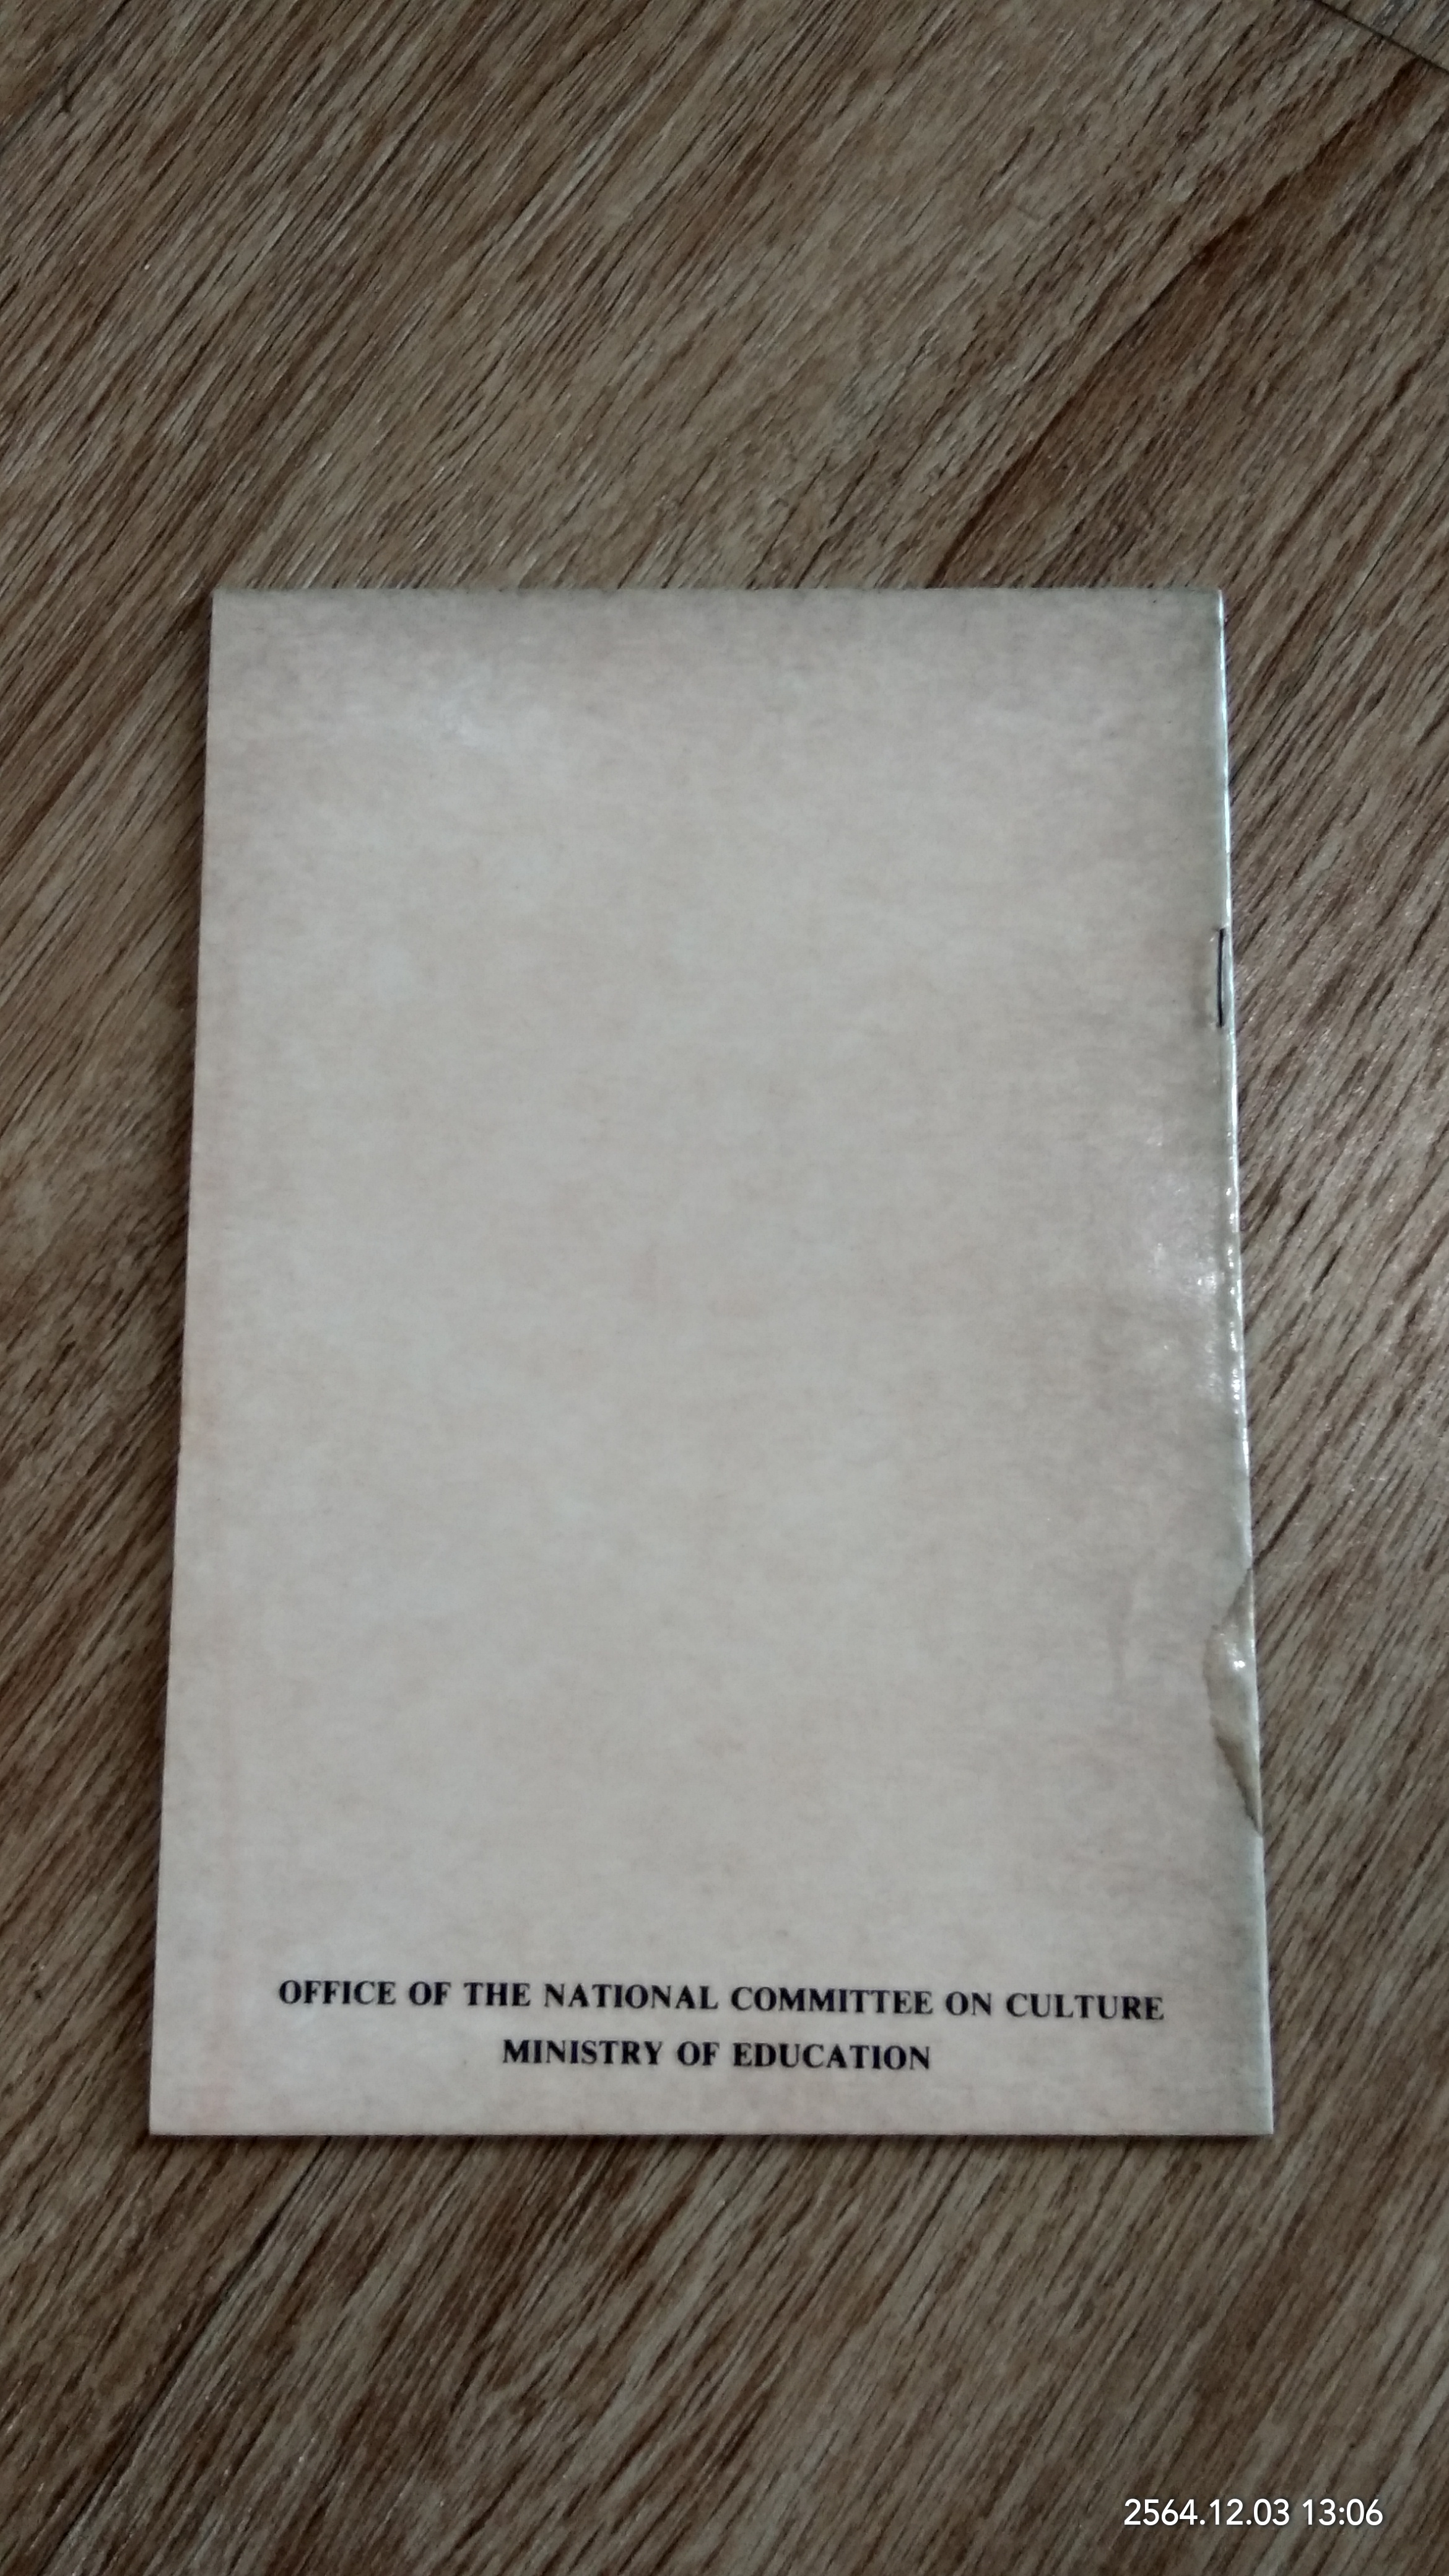 OFFICE OF THE NATIONAL COMMITTEE ON CULTURE
MINISTRY OF EDUCATION
2564.12.03 13:06